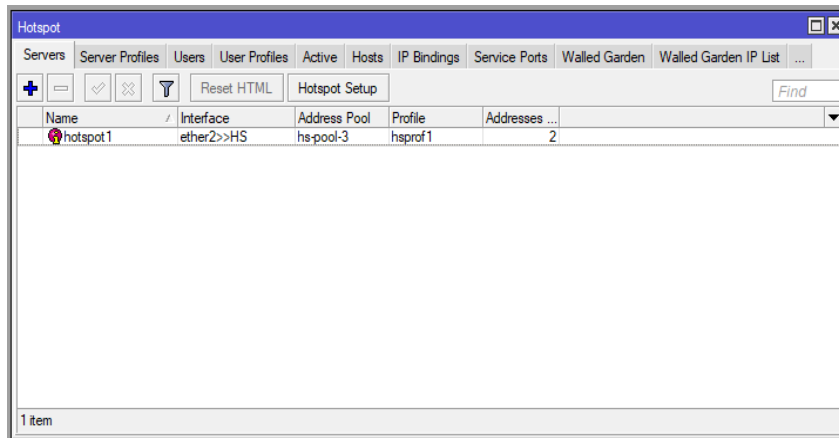 Hotspot
Servers Server Profiles Users User Profiles Active Hosts IP Bindings Service Ports Walled Garden Walled Garden IP List ...
Reset HTML Hotspot Setup Find
Name Interface Address Pool Profile Addresses ...
hotspot1 ether2>>HS hs-pool-3 hsprof1 2
1 item